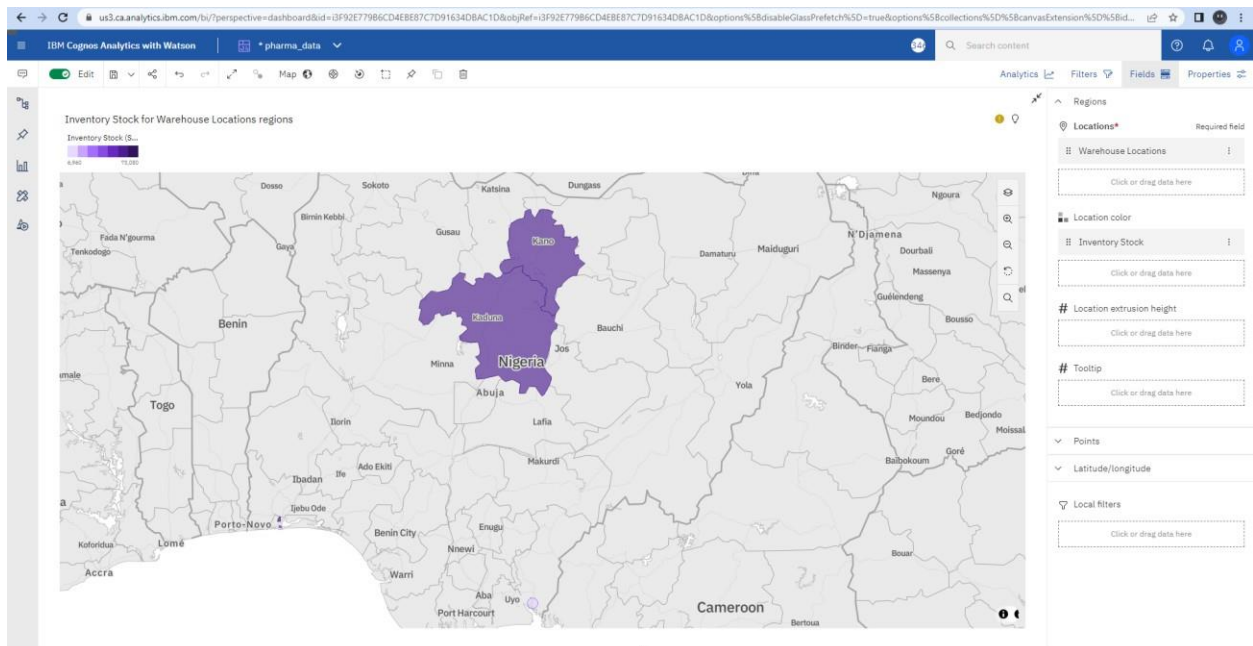 us3.ca.analytics.ibm.com/bi/?perspective=dashboard&id=i3F92E77986CD4EBE87C7D91634DBAC1D&objRef=i3F92E77986CD4EBE87C7D91634DBAC1D&options%5BdisableGlassPrefetch%5D=true&options%5Bcollections%5D%5BcanvasExtension%5D%5Bid...
IBM Cognos Analytics with Watson
* pharma_data
Search content
Edit
Map
Analytics
Filters
Fields
Properties
Inventory Stock for Warehouse Locations regions
Inventory Stock (S...
Dosso Sokoto Katsina Dungass Ngoura
Birnin Kebbi
Fada N'gourma Gusau Kano N'Djamena
Tenkodogo Gaya Damaturu Maiduguri Dourbali
Massenya
Guélendeng
Benin Kaduna Bauchi Bousso
Minna Nigeria Jos Binder Fianga
Abuja Yola Bere
Togo Ilorin Lafia Moundou Bedjondo
Moissal
Ado Ekiti Makurdi Goré
Ibadan Ife Baibokoum
Ijebu Ode
Porto-Novo Benin City Enugu
Koforidua Lomé Nnewi Bouar
Accra Warri
Aba Uyo
Port Harcourt Cameroon
Bertoua
Regions
Locations* Required field
Warehouse Locations
Click or drag data here
Location color
Inventory Stock
Click or drag data here
# Location extrusion height
Click or drag data here
# Tooltip
Click or drag data here
Points
Latitude/longitude
Local filters
Click or drag data here